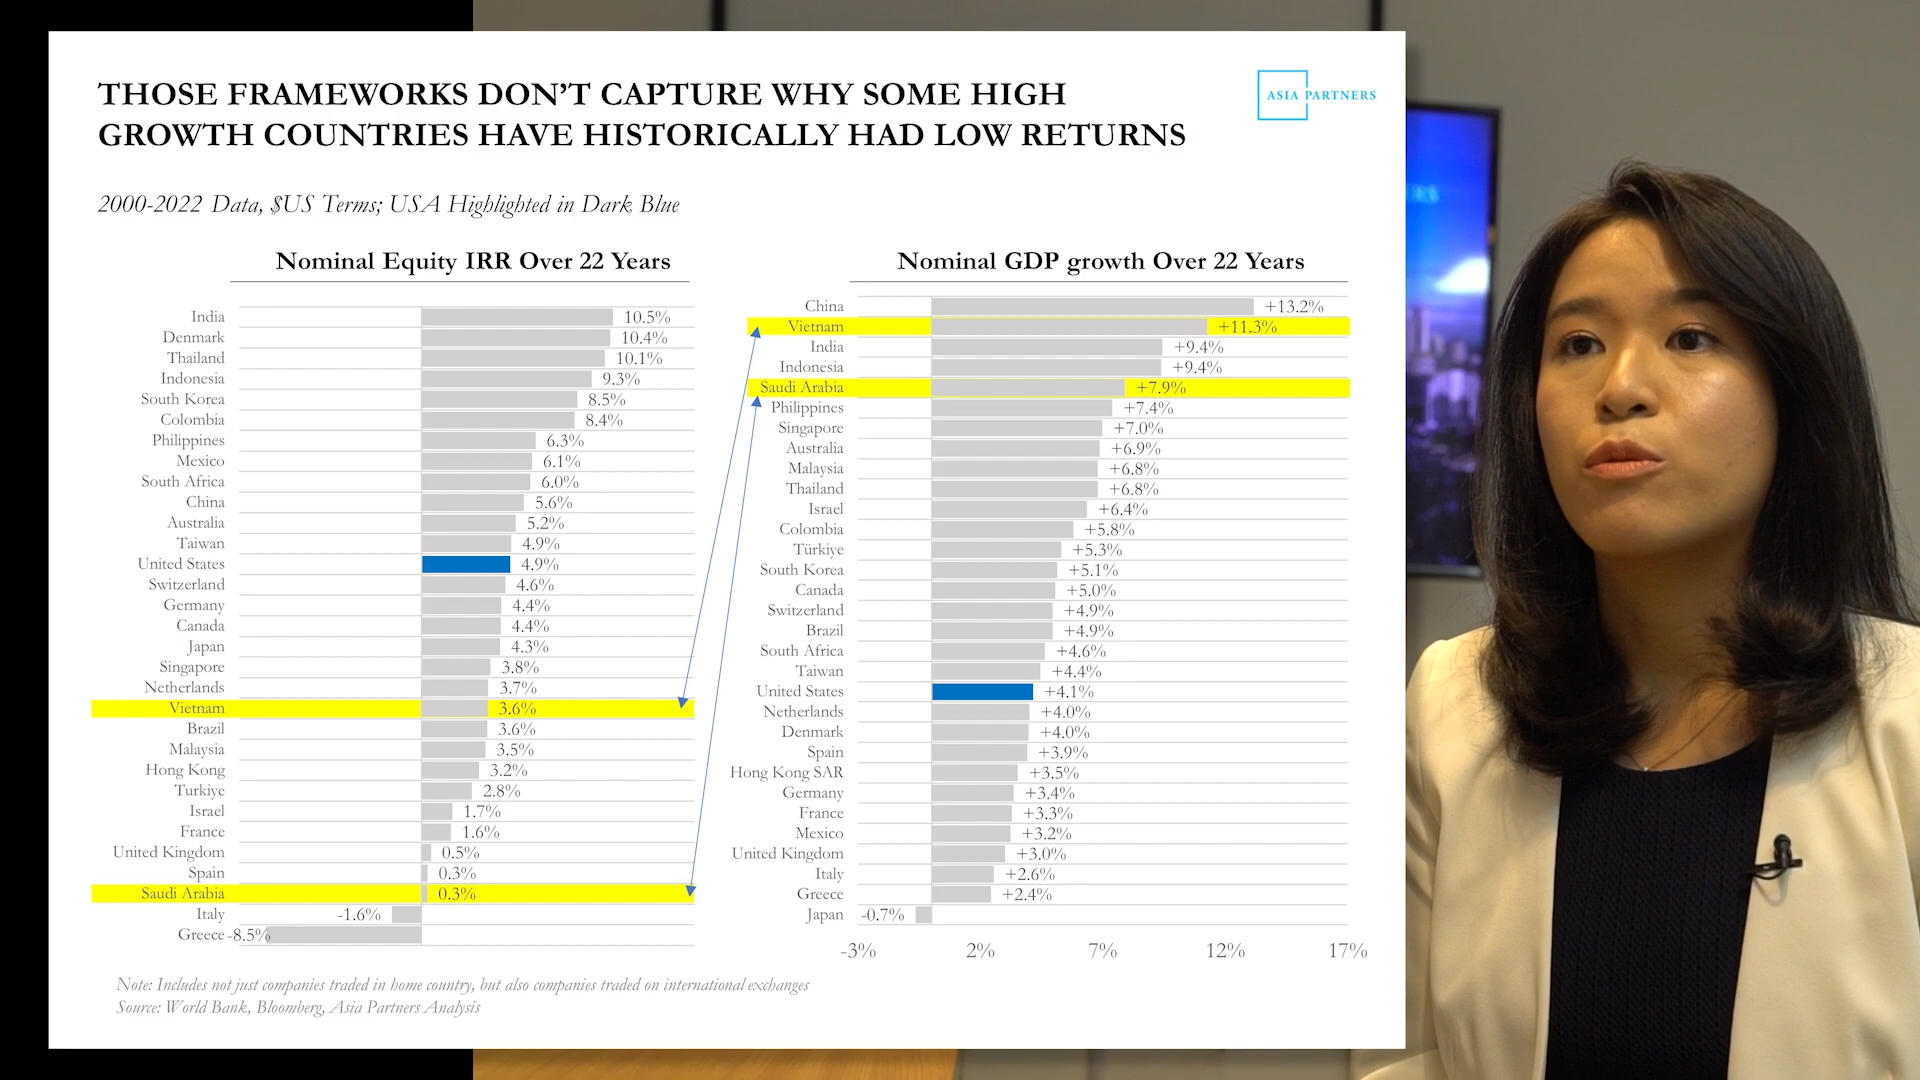 THOSE FRAMEWORKS DON'T CAPTURE WHY SOME HIGH
GROWTH COUNTRIES HAVE HISTORICALLY HAD LOW RETURNS
ASIA PARTNERS
2000-2022 Data, $US Terms; USA Highlighted in Dark Blue
Nominal Equity IRR Over 22 Years
India 10.5%
Denmark 10.4%
Thailand 10.1%
Indonesia 9.3%
South Korea 8.5%
Colombia 8.4%
Philippines 6.3%
Mexico 6.1%
South Africa 6.0%
China 5.6%
Australia 5.2%
Taiwan 4.9%
United States 4.9%
Switzerland 4.6%
Germany 4.4%
Canada 4.4%
Japan 4.3%
Singapore 3.8%
Netherlands 3.7%
Vietnam 3.6%
Brazil 3.6%
Malaysia 3.5%
Hong Kong 3.2%
Turkiye 2.8%
Israel 1.7%
France 1.6%
United Kingdom 0.5%
Spain 0.3%
Saudi Arabia 0.3%
Italy -1.6%
Greece -8.5%
Nominal GDP growth Over 22 Years
China +13.2%
Vietnam +11.3%
India +9.4%
Indonesia +9.4%
Saudi Arabia +7.9%
Philippines +7.4%
Singapore +7.0%
Australia +6.9%
Malaysia +6.8%
Thailand +6.8%
Israel +6.4%
Colombia +5.8%
Türkiye +5.3%
South Korea +5.1%
Canada +5.0%
Switzerland +4.9%
Brazil +4.9%
South Africa +4.6%
Taiwan +4.4%
United States +4.1%
Netherlands +4.0%
Denmark +4.0%
Spain +3.9%
Hong Kong SAR +3.5%
Germany +3.4%
France +3.3%
Mexico +3.2%
United Kingdom +3.0%
Italy +2.6%
Greece +2.4%
Japan -0.7%
-3% 2% 7% 12% 17%
Note: Includes not just companies traded in home country, but also companies traded on international exchanges
Source: World Bank, Bloomberg, Asia Partners Analysis